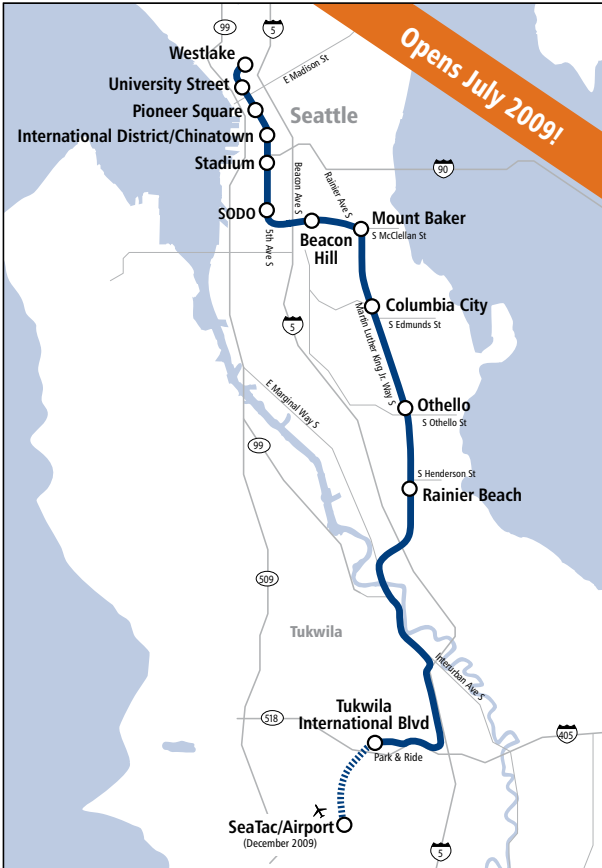 99
5
Opens July 2009!
Westlake
E Madison St
University Street
Pioneer Square
Seattle
International District/Chinatown
Stadium
90
Beacon Ave S
Rainier Ave S
SODO
Mount Baker
S McClellan St
Beacon
Hill
5th Ave S
Columbia City
S Edmunds St
5
Martin Luther King Jr. Way S
E Marginal Way S
Othello
S Othello St
99
S Henderson St
Rainier Beach
509
Tukwila
Interurban Ave S
Tukwila
International Blvd
518
405
Park & Ride
SeaTac/Airport
(December 2009)
5